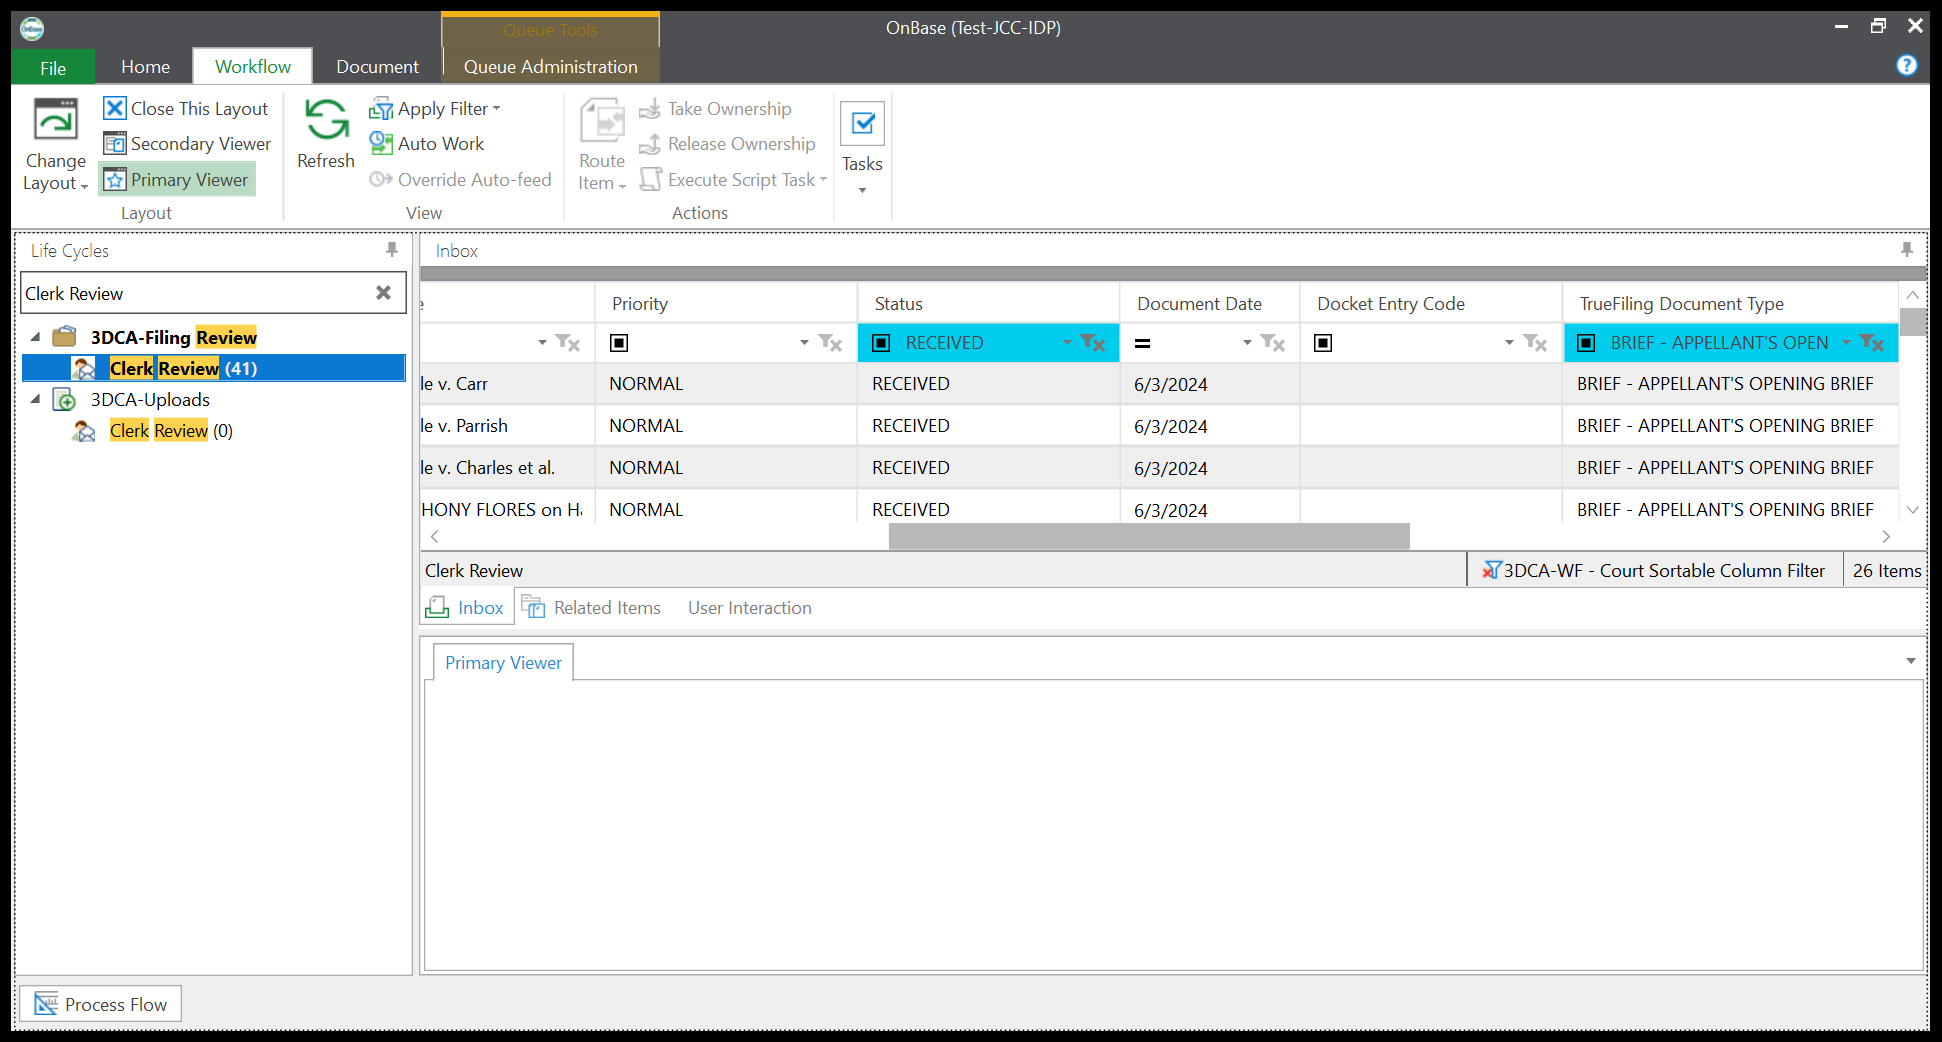 OnBase (Test-JCC-IDP)
Queue Tools
File
Home
Workflow
Document
Queue Administration
Change Layout
Close This Layout
Secondary Viewer
Primary Viewer
Layout
Refresh
Apply Filter
Auto Work
Override Auto-feed
View
Route Item
Take Ownership
Release Ownership
Execute Script Task
Actions
Tasks
Life Cycles
Clerk Review
3DCA-Filing Review
Clerk Review (41)
3DCA-Uploads
Clerk Review (0)
Inbox
Priority Status Document Date Docket Entry Code TrueFiling Document Type
RECEIVED = BRIEF - APPELLANT'S OPEN
le v. Carr NORMAL RECEIVED 6/3/2024 BRIEF - APPELLANT'S OPENING BRIEF
le v. Parrish NORMAL RECEIVED 6/3/2024 BRIEF - APPELLANT'S OPENING BRIEF
le v. Charles et al. NORMAL RECEIVED 6/3/2024 BRIEF - APPELLANT'S OPENING BRIEF
HONY FLORES on Ha NORMAL RECEIVED 6/3/2024 BRIEF - APPELLANT'S OPENING BRIEF
Clerk Review 3DCA-WF - Court Sortable Column Filter 26 Items
Inbox Related Items User Interaction
Primary Viewer
Process Flow